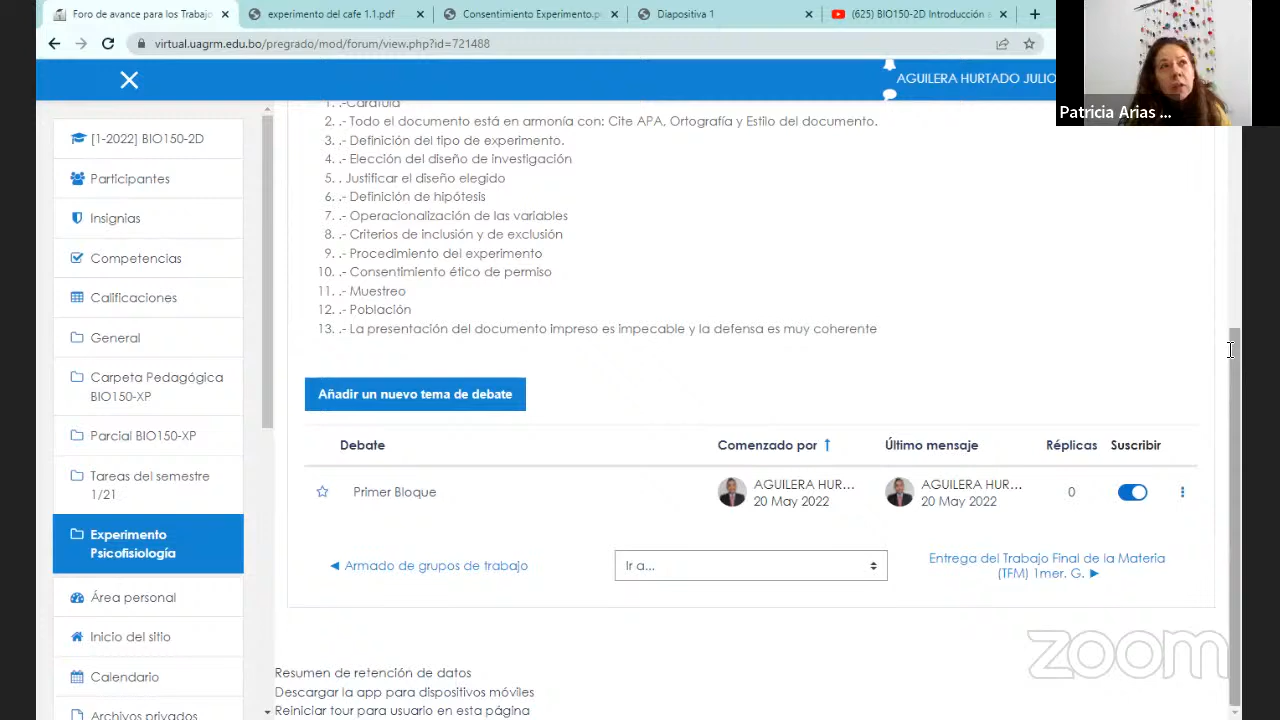 Foro de avance para los Trabajo
experimento del cafe 1.1.pdf
Consentimiento Experimento.p
Diapositiva 1
(625) BIO150-2D Introducción a
virtual.uagrm.edu.bo/pregrado/mod/forum/view.php?id=721488
AGUILERA HURTADO JULIO
Patricia Arias ...
[1-2022] BIO150-2D
Participantes
Insignias
Competencias
Calificaciones
General
Carpeta Pedagógica
BIO150-XP
Parcial BIO150-XP
Tareas del semestre
1/21
Experimento
Psicofisiología
Área personal
Inicio del sitio
Calendario
Archivos privados
1. .-Caratula
2. .- Todo el documento está en armonía con: Cite APA, Ortografía y Estilo del documento.
3. .- Definición del tipo de experimento.
4. .- Elección del diseño de investigación
5. . Justificar el diseño elegido
6. .- Definición de hipótesis
7. .- Operacionalización de las variables
8. .- Criterios de inclusión y de exclusión
9. .- Procedimiento del experimento
10. .- Consentimiento ético de permiso
11. .- Muestreo
12. .- Población
13. .- La presentación del documento impreso es impecable y la defensa es muy coherente
Añadir un nuevo tema de debate
Debate Comenzado por ↑ Último mensaje Réplicas Suscribir
Primer Bloque AGUILERA HUR... AGUILERA HUR... 0
20 May 2022 20 May 2022
◄ Armado de grupos de trabajo
Ir a...
Entrega del Trabajo Final de la Materia
(TFM) 1mer. G. ►
Resumen de retención de datos
Descargar la app para dispositivos móviles
Reiniciar tour para usuario en esta página
zoom